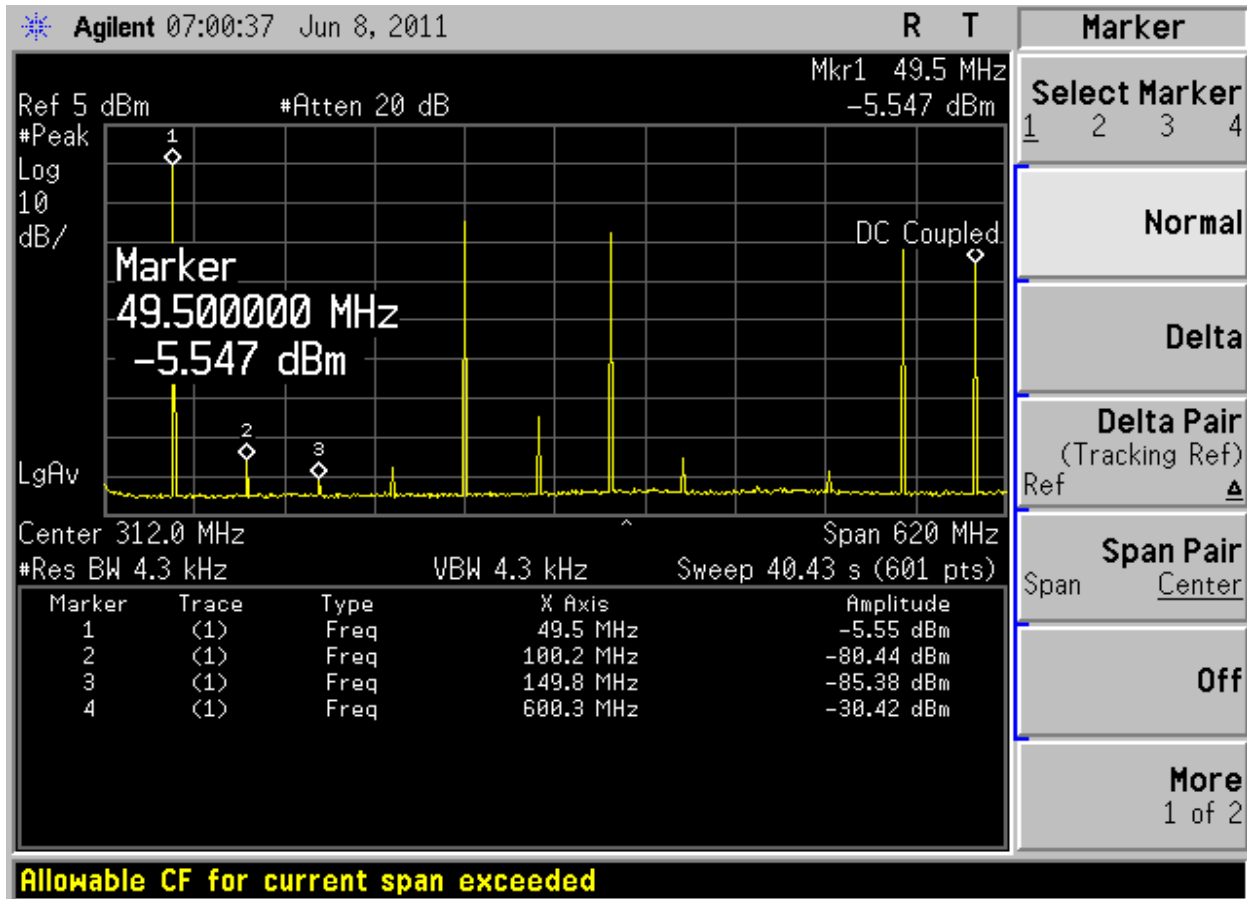 Agilent 07:00:37 Jun 8, 2011 R T
Mkr1 49.5 MHz
Ref 5 dBm #Atten 20 dB -5.547 dBm
#Peak
Log
10
dB/
1
DC Coupled
Marker
49.500000 MHz
-5.547 dBm
2
3
LgAv
Center 312.0 MHz ^ Span 620 MHz
#Res BW 4.3 kHz VBW 4.3 kHz Sweep 40.43 s (601 pts)
Marker Trace Type X Axis Amplitude
1 (1) Freq 49.5 MHz -5.55 dBm
2 (1) Freq 100.2 MHz -80.44 dBm
3 (1) Freq 149.8 MHz -85.38 dBm
4 (1) Freq 600.3 MHz -30.42 dBm
Allowable CF for current span exceeded
Marker
Select Marker
1 2 3 4
Normal
Delta
Delta Pair
(Tracking Ref)
Ref Δ
Span Pair
Span Center
Off
More
1 of 2